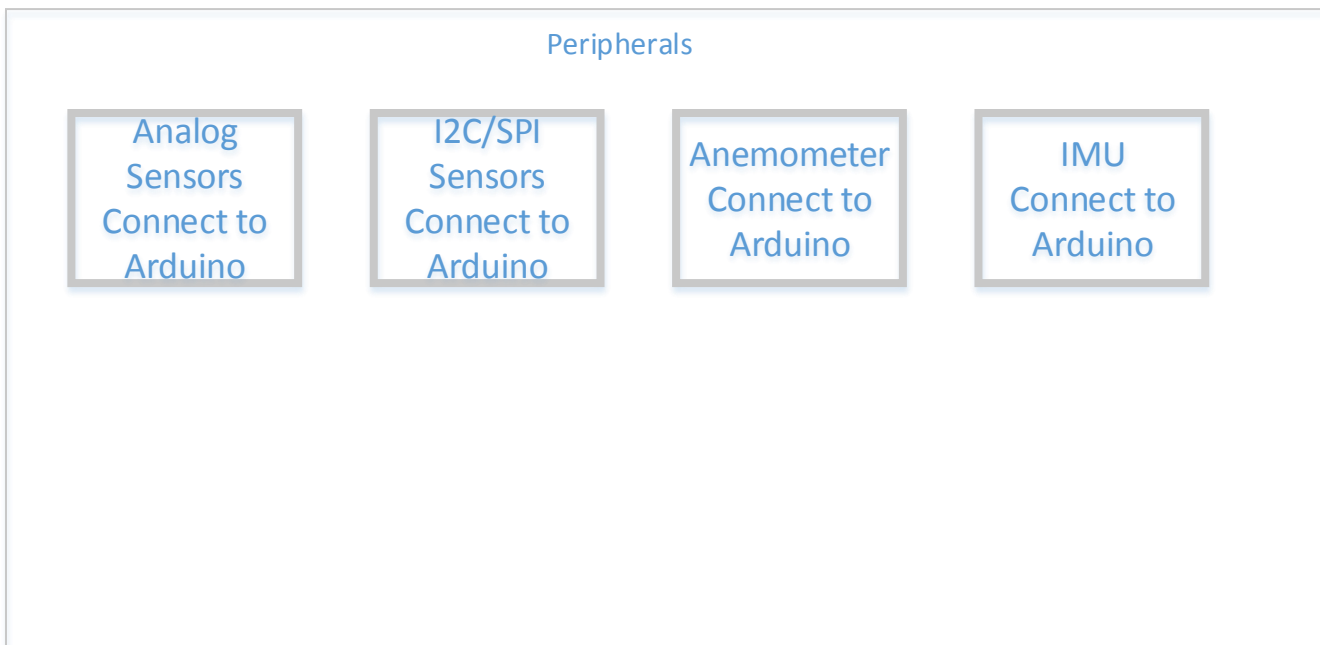 Peripherals
Analog
Sensors
Connect to
Arduino
I2C/SPI
Sensors
Connect to
Arduino
Anemometer
Connect to
Arduino
IMU
Connect to
Arduino